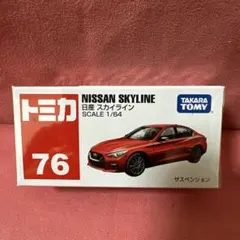 トミカ
76
NISSAN SKYLINE
日産 スカイライン
SCALE 1/64
TAKARA
TOMY
サスペンション